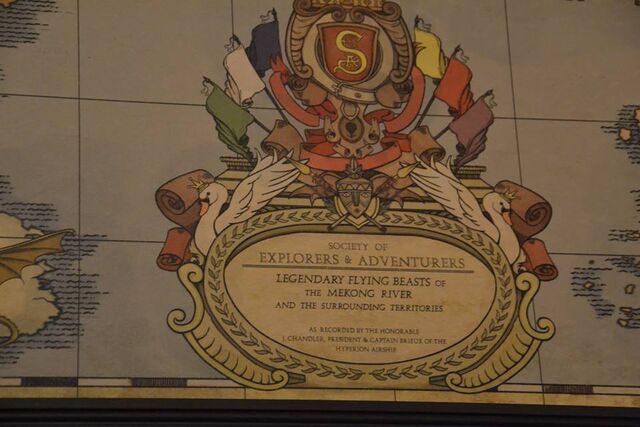 S
SOCIETY OF
EXPLORERS & ADVENTURERS
LEGENDARY FLYING BEASTS OF
THE MEKONG RIVER
AND THE SURROUNDING TERRITORIES
AS RECORDED BY THE HONORABLE
J. CHANDLER, PRESIDENT & CAPTAIN BRIEUX OF THE
HYPERION AIRSHIP